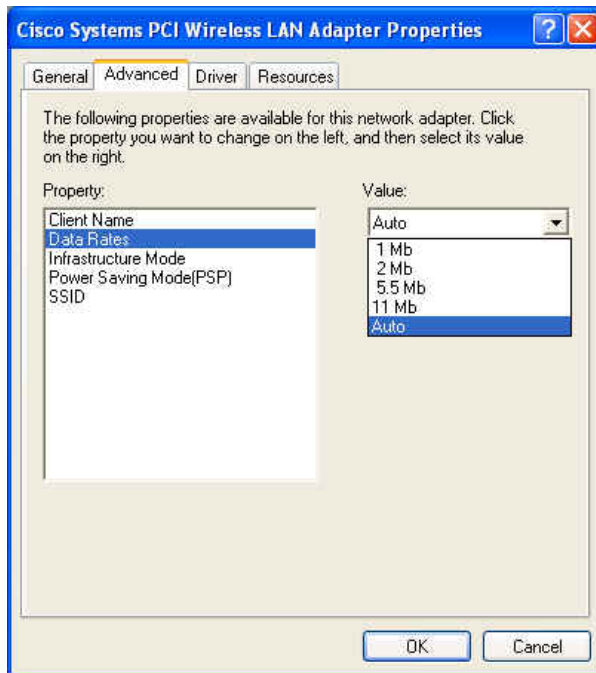 Cisco Systems PCI Wireless LAN Adapter Properties
General Advanced Driver Resources
The following properties are available for this network adapter. Click
the property you want to change on the left, and then select its value
on the right.
Property:
Client Name
Data Rates
Infrastructure Mode
Power Saving Mode(PSP)
SSID
Value:
Auto
1 Mb
2 Mb
5.5 Mb
11 Mb
Auto
OK Cancel